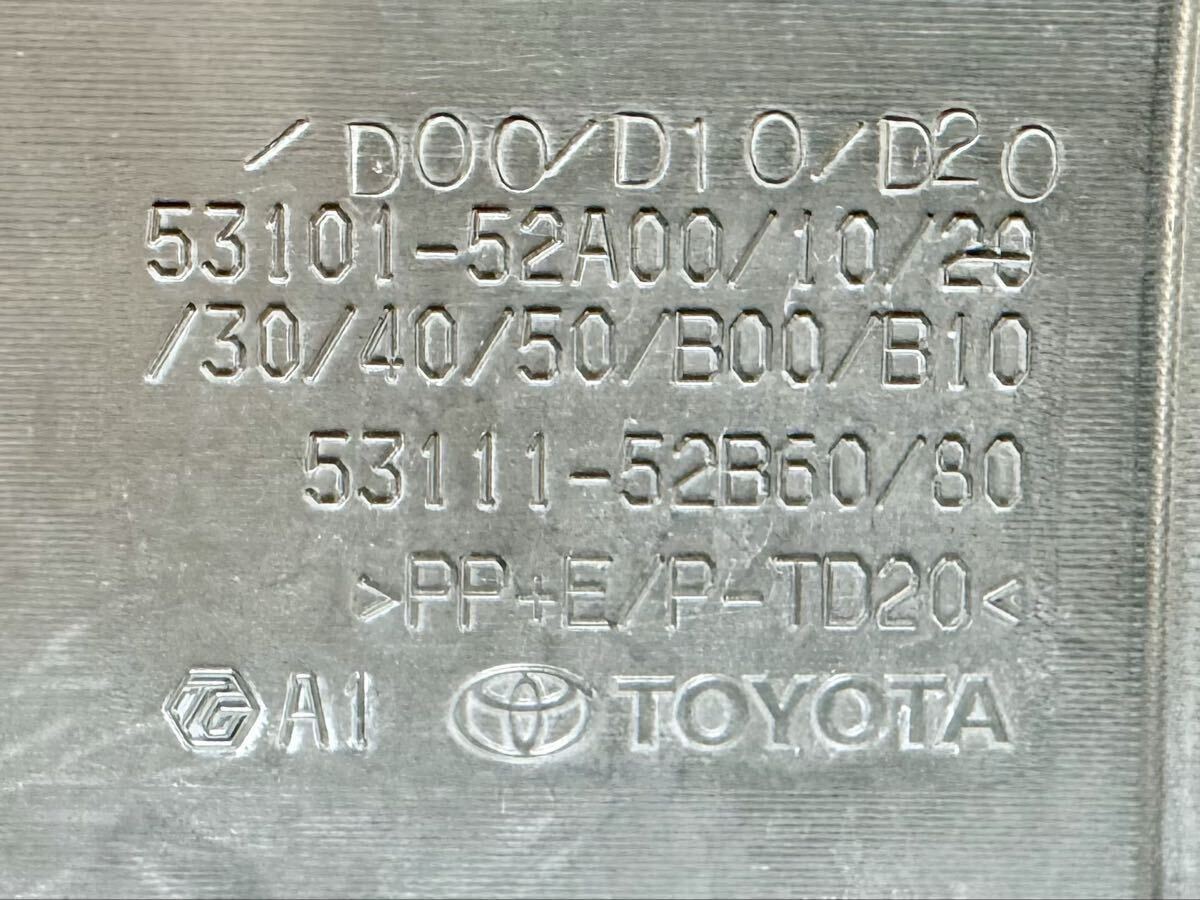 /D00/D10/D20
53101-52A00/10/20
/30/40/50/B00/B10
53111-52B60/80
>PP+E/P-TD20<
TG A1 TOYOTA